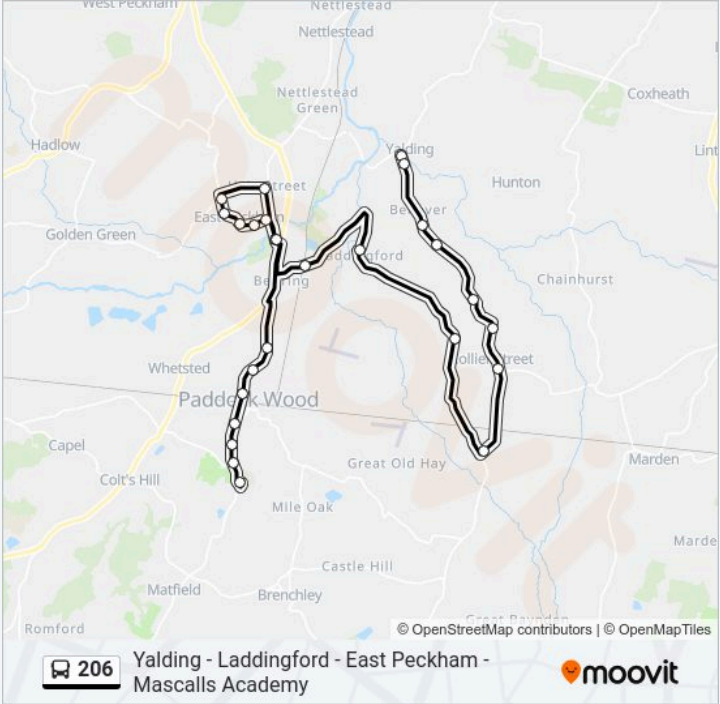 West Peckham
Nettlestead
Nettlestead
Nettlestead
Green
Coxheath
Hadlow
Yalding
Lint
Hunton
Golden Green
Chainhurst
Whetsted
Paddock Wood
Capel
Great Old Hay
Marden
Colt's Hill
Mile Oak
Marde
Castle Hill
Matfield
Brenchley
Romford
© OpenStreetMap contributors | © OpenMapTiles
206
Yalding - Laddingford - East Peckham -
Mascalls Academy
moovit